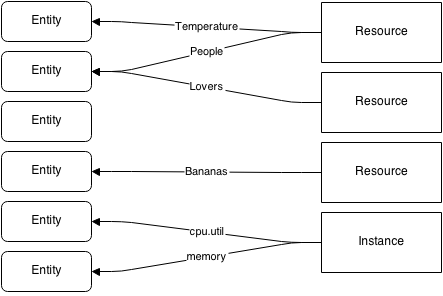 Entity
Temperature
Resource
People
Entity
Lovers
Resource
Entity
Entity
Bananas
Resource
Entity
cpu.util
Instance
memory
Entity